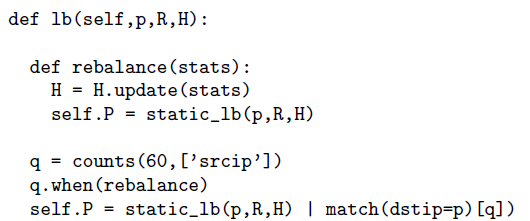 def lb(self,p,R,H):
  def rebalance(stats):
    H = H.update(stats)
    self.P = static_lb(p,R,H)
  q = counts(60,['srcip'])
  q.when(rebalance)
  self.P = static_lb(p,R,H) | match(dstip=p)[q])